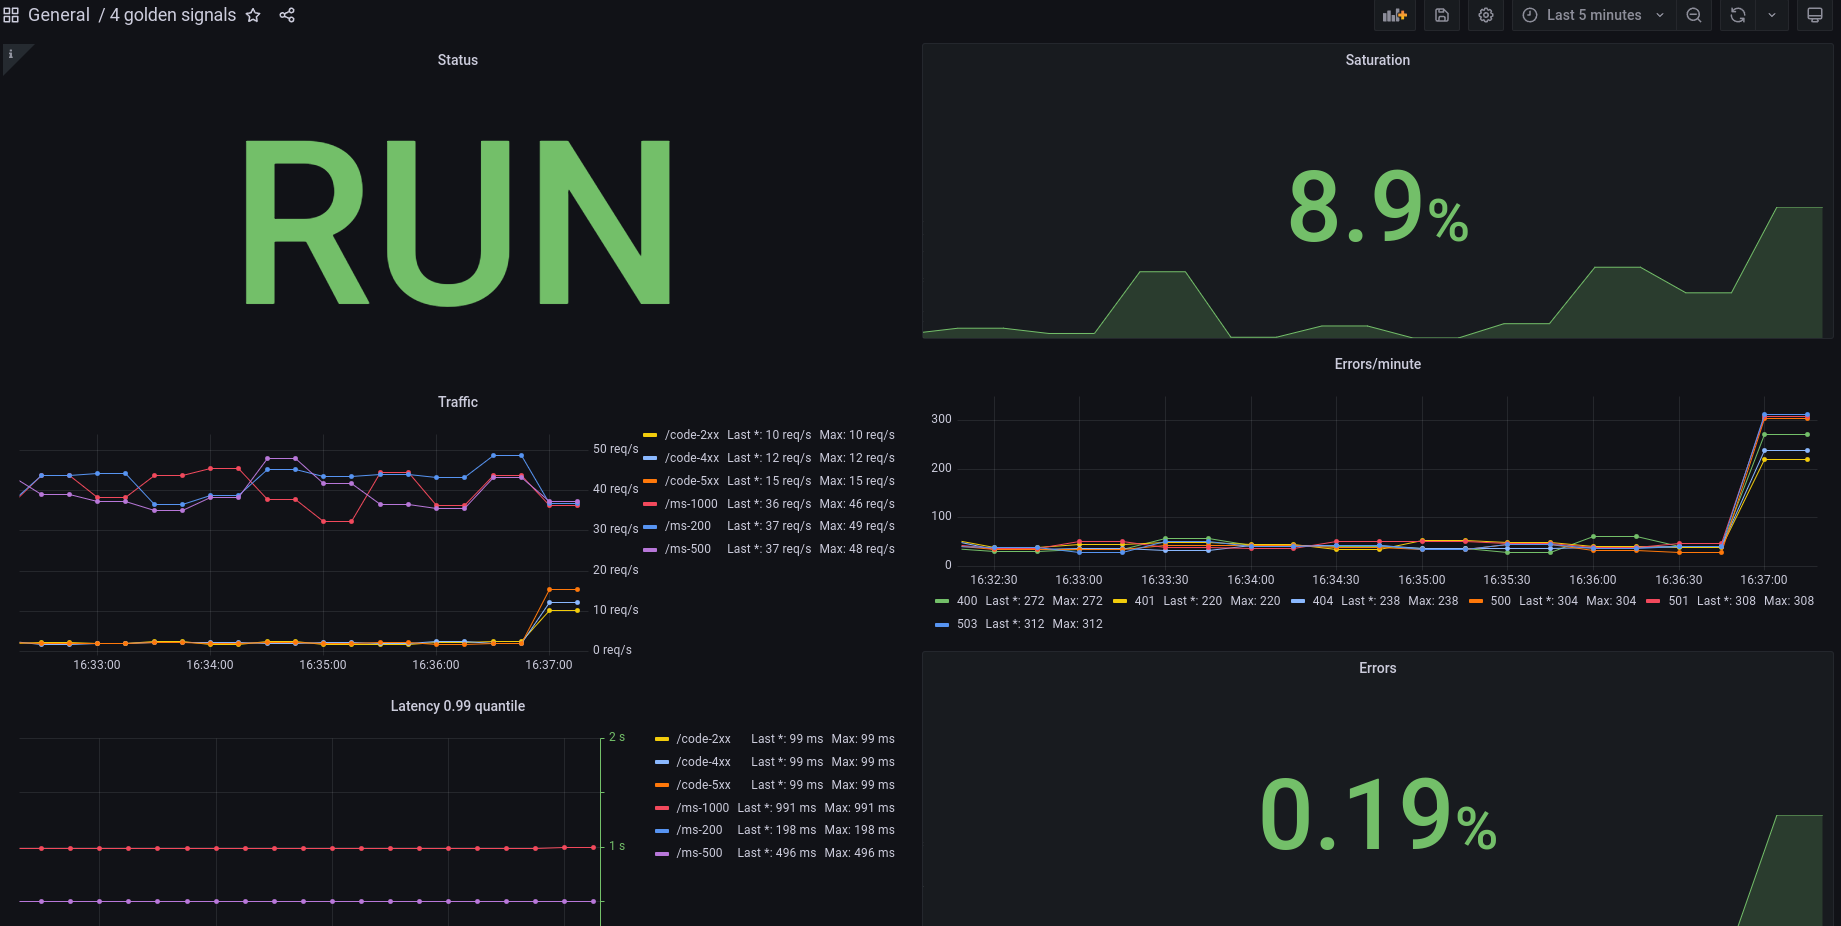 General / 4 golden signals
Last 5 minutes
i
Status
RUN
Saturation
8.9%
Traffic
50 req/s
40 req/s
30 req/s
20 req/s
10 req/s
0 req/s
16:33:00 16:34:00 16:35:00 16:36:00 16:37:00
/code-2xx Last *: 10 req/s Max: 10 req/s
/code-4xx Last *: 12 req/s Max: 12 req/s
/code-5xx Last *: 15 req/s Max: 15 req/s
/ms-1000 Last *: 36 req/s Max: 46 req/s
/ms-200 Last *: 37 req/s Max: 49 req/s
/ms-500 Last *: 37 req/s Max: 48 req/s
Errors/minute
300
200
100
0
16:32:30 16:33:00 16:33:30 16:34:00 16:34:30 16:35:00 16:35:30 16:36:00 16:36:30 16:37:00
400 Last *: 272 Max: 272 401 Last *: 220 Max: 220 404 Last *: 238 Max: 238 500 Last *: 304 Max: 304 501 Last *: 308 Max: 308
503 Last *: 312 Max: 312
Latency 0.99 quantile
2 s
1 s
/code-2xx Last *: 99 ms Max: 99 ms
/code-4xx Last *: 99 ms Max: 99 ms
/code-5xx Last *: 99 ms Max: 99 ms
/ms-1000 Last *: 991 ms Max: 991 ms
/ms-200 Last *: 198 ms Max: 198 ms
/ms-500 Last *: 496 ms Max: 496 ms
Errors
0.19%